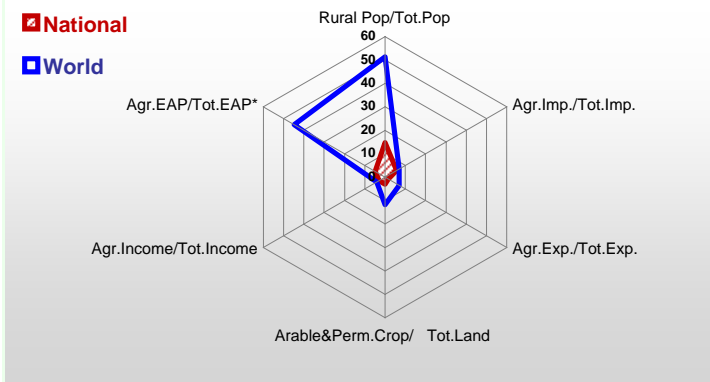 National
World
Rural Pop/Tot.Pop
60
50
40
30
20
10
0
Agr.EAP/Tot.EAP*
Agr.Imp./Tot.Imp.
Agr.Income/Tot.Income
Agr.Exp./Tot.Exp.
Arable&Perm.Crop/ Tot.Land